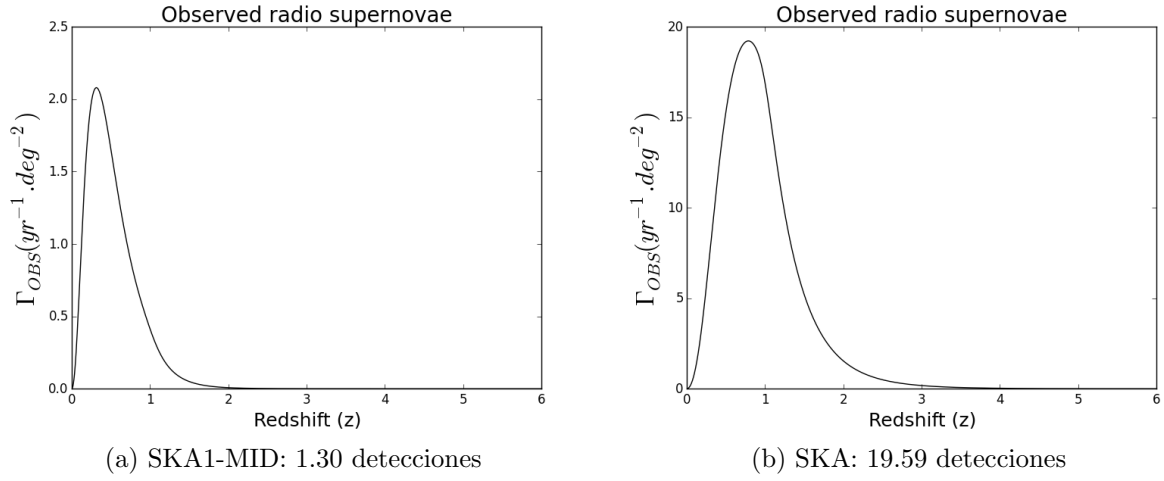 Observed radio supernovae
2.5
2.0
1.5
1.0
0.5
0.0
Γ_OBS(yr⁻¹.deg⁻²)
0 1 2 3 4 5 6
Redshift (z)
(a) SKA1-MID: 1.30 detecciones
Observed radio supernovae
20
15
10
5
0
Γ_OBS(yr⁻¹.deg⁻²)
0 1 2 3 4 5 6
Redshift (z)
(b) SKA: 19.59 detecciones